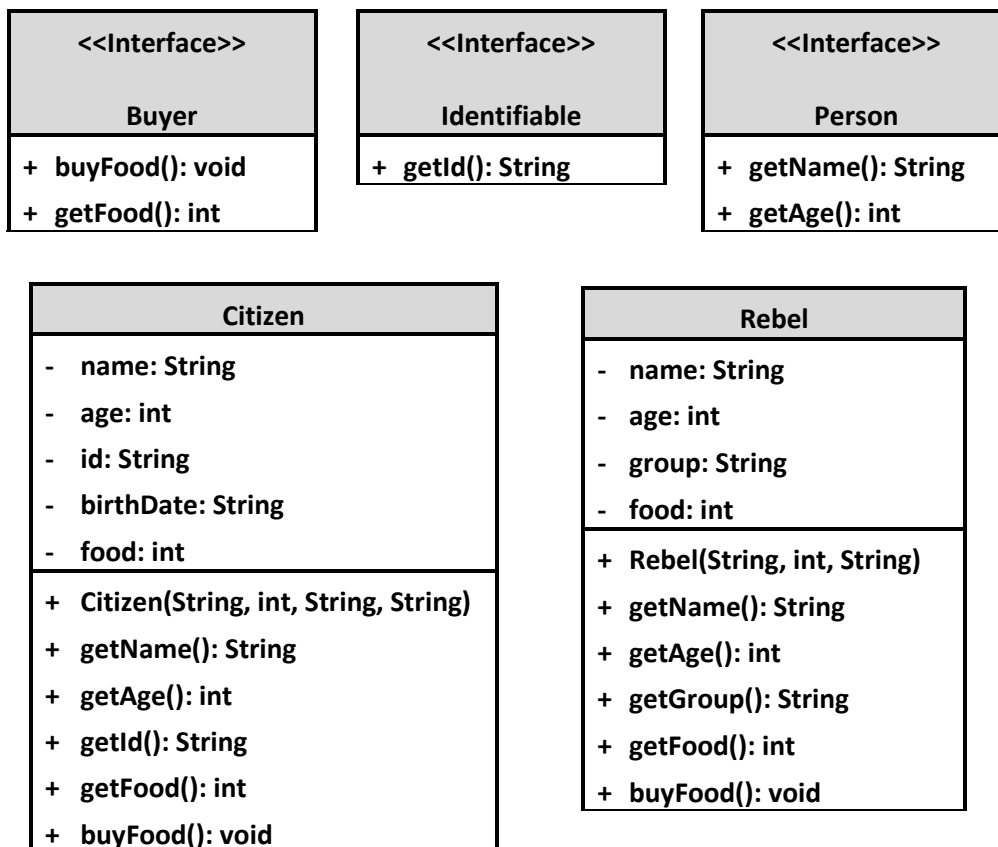 <<Interface>>
Buyer
+ buyFood(): void
+ getFood(): int
<<Interface>>
Identifiable
+ getId(): String
<<Interface>>
Person
+ getName(): String
+ getAge(): int
Citizen
- name: String
- age: int
- id: String
- birthDate: String
- food: int
+ Citizen(String, int, String, String)
+ getName(): String
+ getAge(): int
+ getId(): String
+ getFood(): int
+ buyFood(): void
Rebel
- name: String
- age: int
- group: String
- food: int
+ Rebel(String, int, String)
+ getName(): String
+ getAge(): int
+ getGroup(): String
+ getFood(): int
+ buyFood(): void